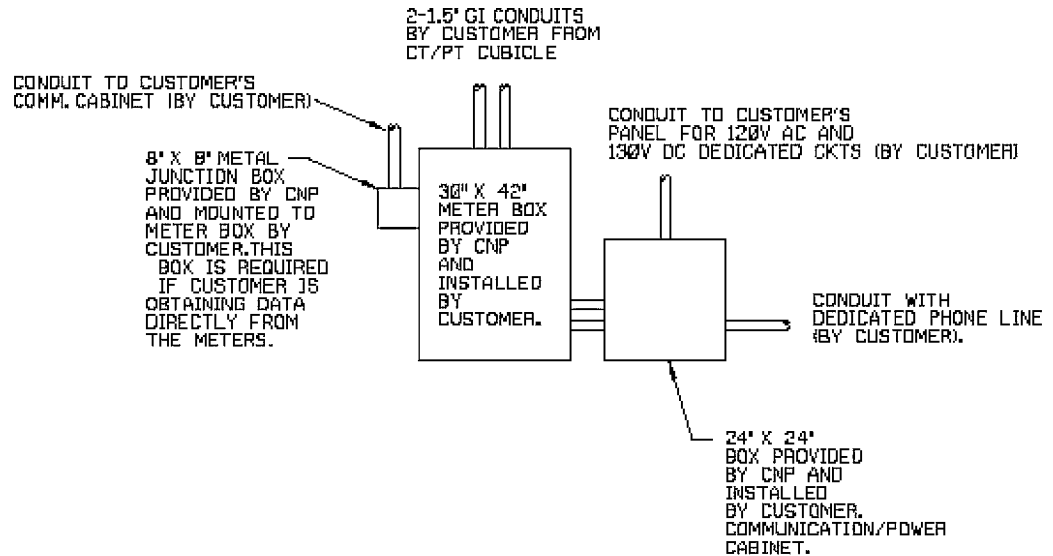 2-1.5" GI CONDUITS
BY CUSTOMER FROM
CT/PT CUBICLE
CONDUIT TO CUSTOMER'S
COMM. CABINET (BY CUSTOMER)
CONDUIT TO CUSTOMER'S
PANEL FOR 120V AC AND
130V DC DEDICATED CKTS (BY CUSTOMER)
8" X 8" METAL
JUNCTION BOX
PROVIDED BY CNP
AND MOUNTED TO
METER BOX BY
CUSTOMER. THIS
BOX IS REQUIRED
IF CUSTOMER IS
OBTAINING DATA
DIRECTLY FROM
THE METERS.
30" X 42"
METER BOX
PROVIDED
BY CNP
AND
INSTALLED
BY
CUSTOMER.
CONDUIT WITH
DEDICATED PHONE LINE
(BY CUSTOMER).
24" X 24"
BOX PROVIDED
BY CNP AND
INSTALLED
BY CUSTOMER.
COMMUNICATION/POWER
CABINET.